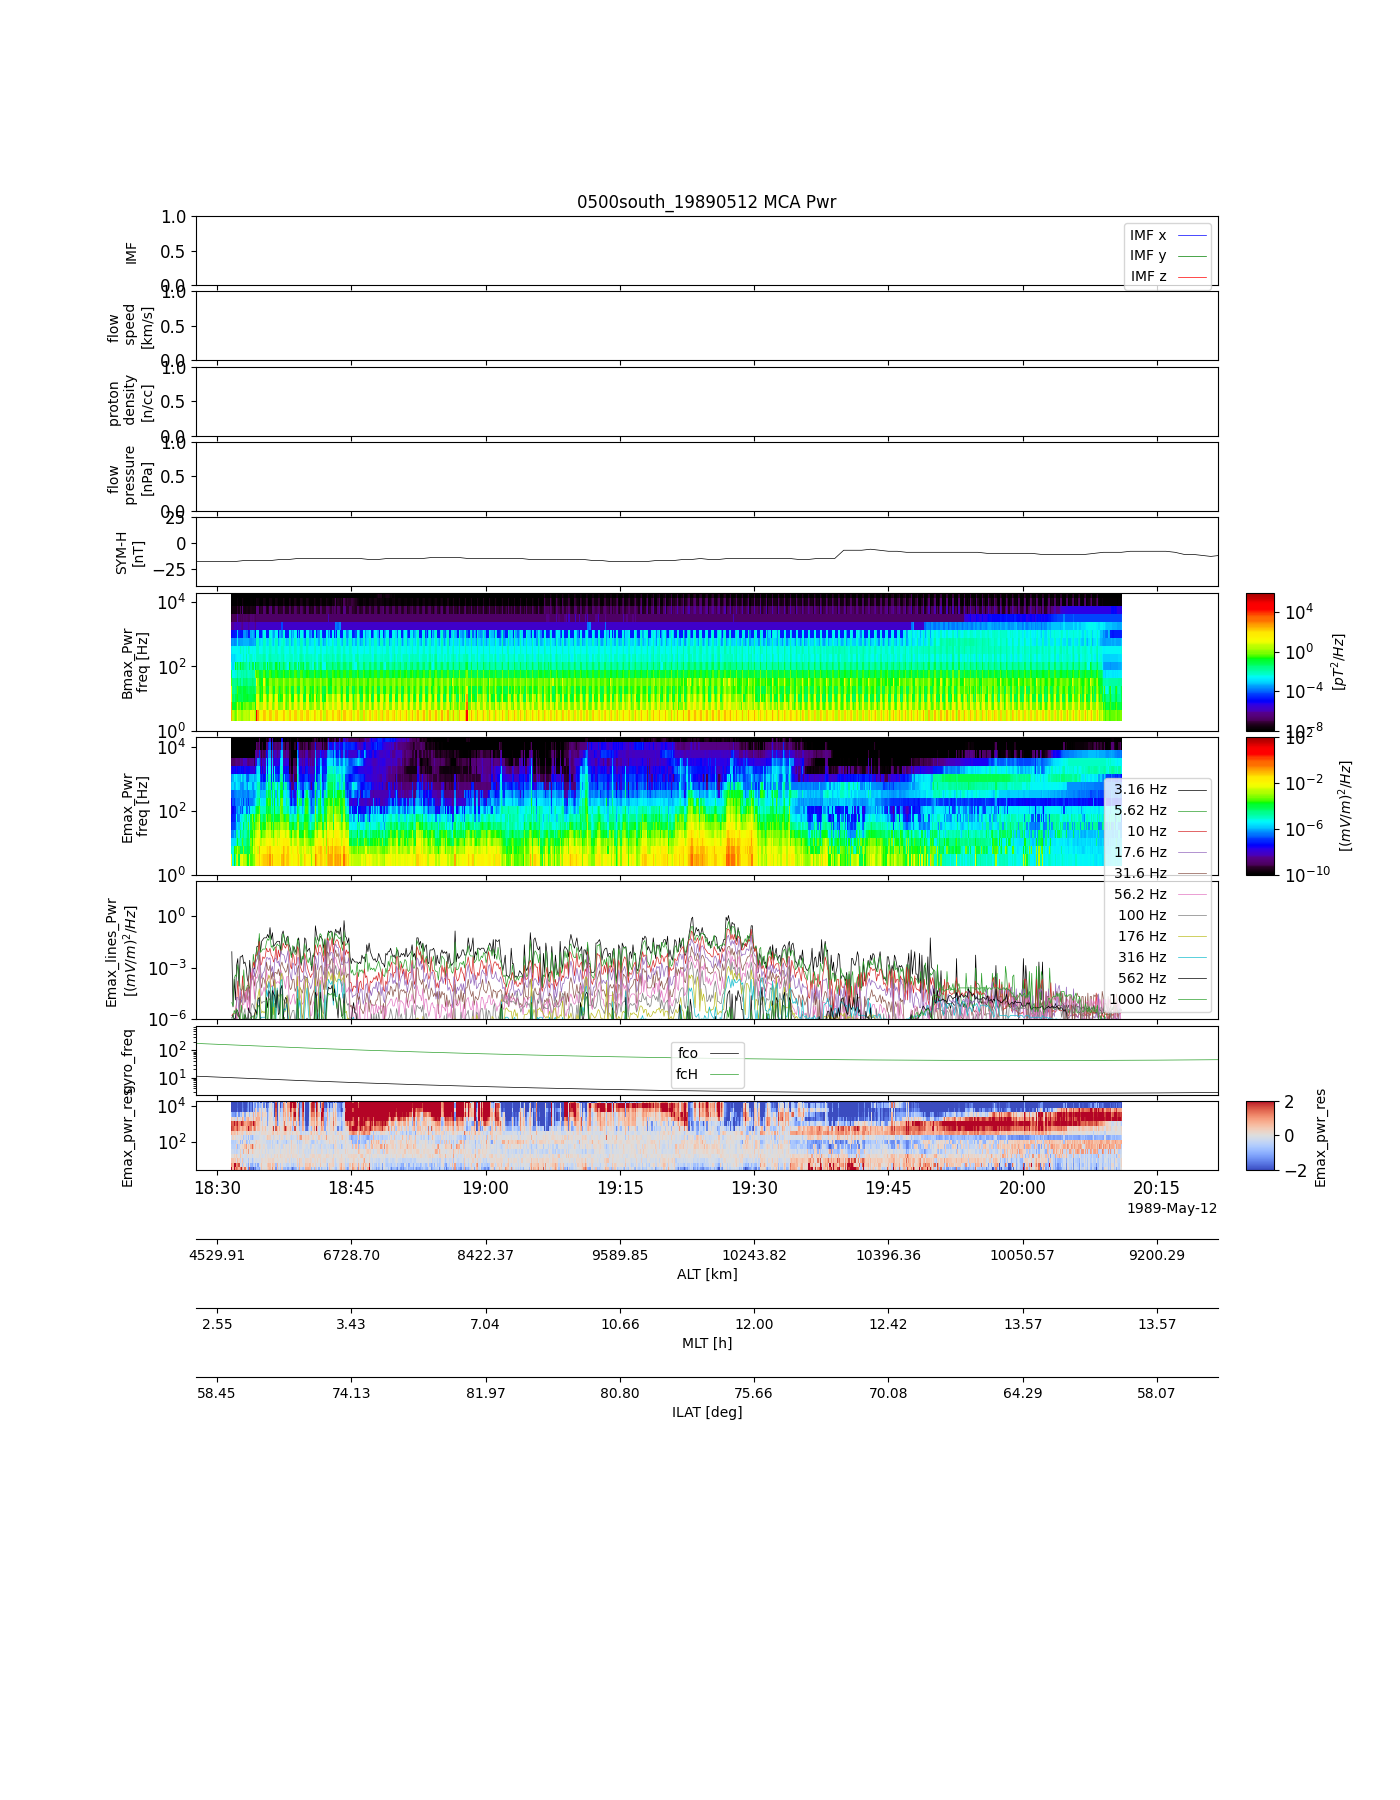 0500south_19890512 MCA Pwr
IMF
1.0
0.5
0.0
IMF x
IMF y
IMF z
flow
speed
[km/s]
1.0
0.5
0.0
proton
density
[n/cc]
1.0
0.5
0.0
flow
pressure
[nPa]
1.0
0.5
0.0
SYM-H
[nT]
25
0
−25
Bmax_Pwr
freq [Hz]
10^4
10^2
10^0
10^4
10^0
10^−4
10^−8
[pT^2/Hz]
Emax_Pwr
freq [Hz]
10^4
10^2
10^0
10^2
10^−2
10^−6
10^−10
[(mV/m)^2/Hz]
Emax_lines_Pwr
[(mV/m)^2/Hz]
10^0
10^−3
10^−6
3.16 Hz
5.62 Hz
10 Hz
17.6 Hz
31.6 Hz
56.2 Hz
100 Hz
176 Hz
316 Hz
562 Hz
1000 Hz
gyro_freq
10^2
10^1
fco
fcH
Emax_pwr_res
10^4
10^2
2
0
−2
Emax_pwr_res
18:30 18:45 19:00 19:15 19:30 19:45 20:00 20:15
1989-May-12
4529.91 6728.70 8422.37 9589.85 10243.82 10396.36 10050.57 9200.29
ALT [km]
2.55 3.43 7.04 10.66 12.00 12.42 13.57 13.57
MLT [h]
58.45 74.13 81.97 80.80 75.66 70.08 64.29 58.07
ILAT [deg]